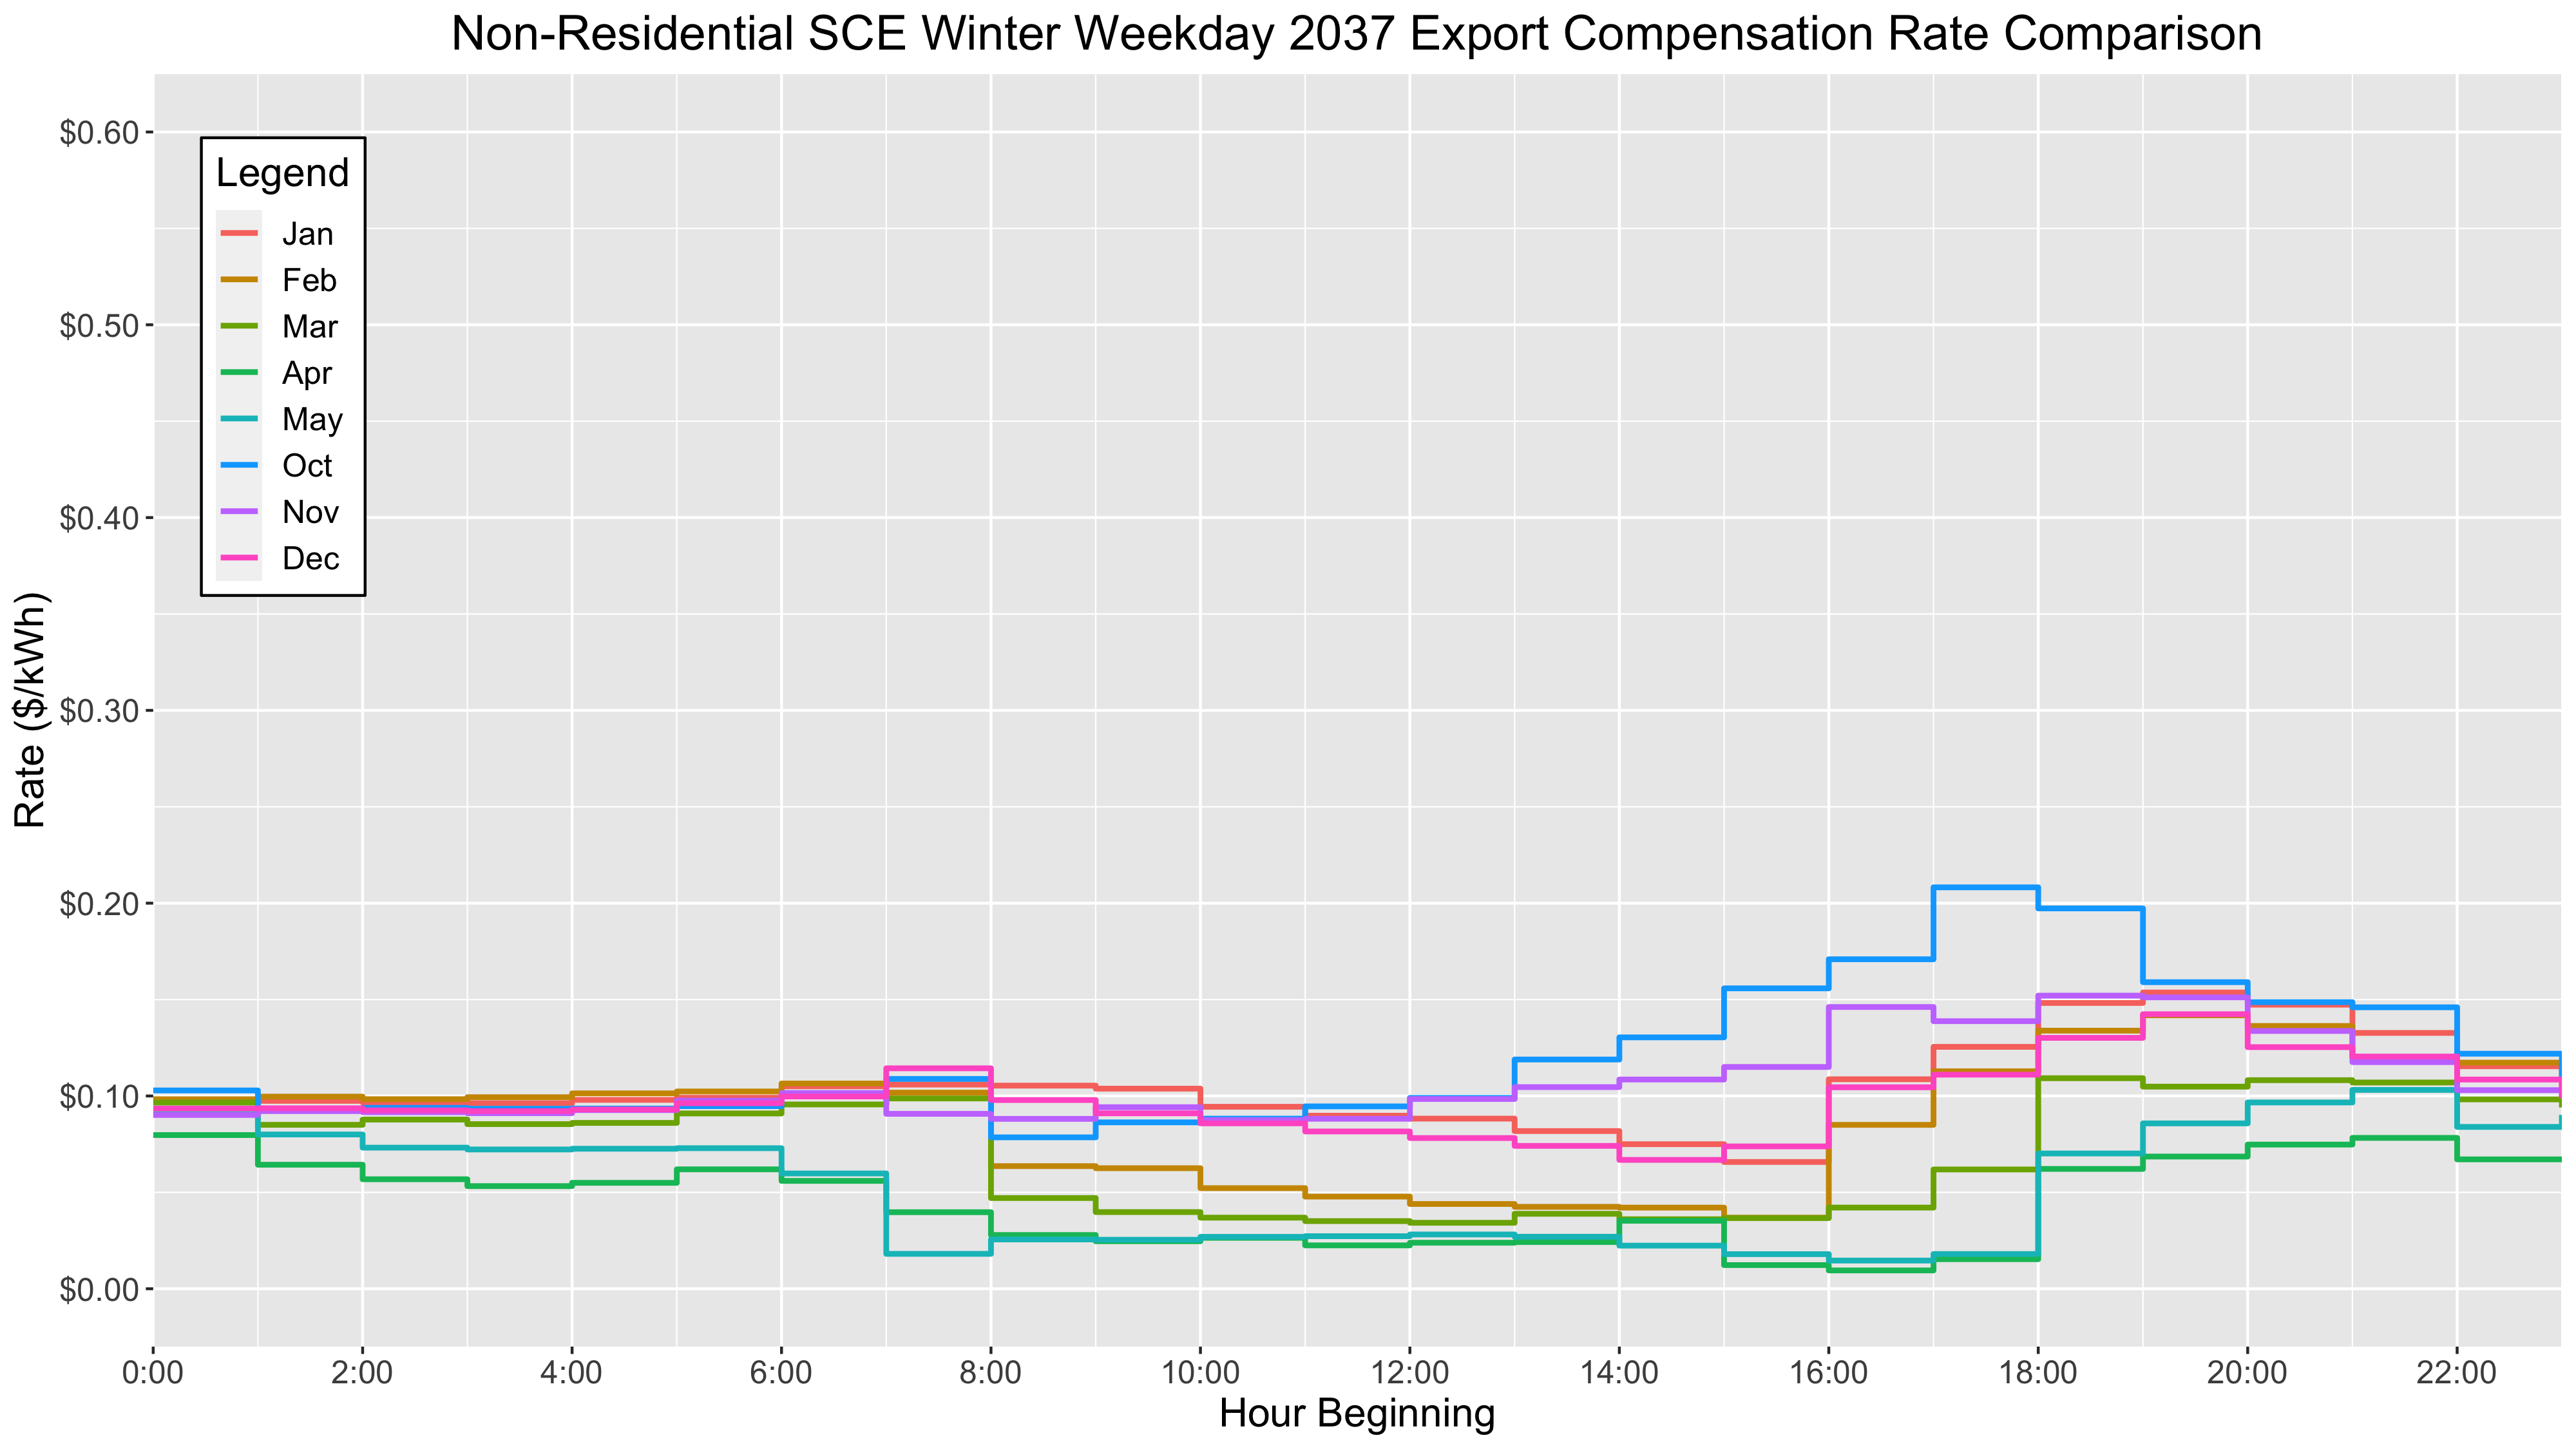 Non-Residential SCE Winter Weekday 2037 Export Compensation Rate Comparison
Rate ($/kWh)
$0.60
$0.50
$0.40
$0.30
$0.20
$0.10
$0.00
Legend
Jan
Feb
Mar
Apr
May
Oct
Nov
Dec
0:00 2:00 4:00 6:00 8:00 10:00 12:00 14:00 16:00 18:00 20:00 22:00
Hour Beginning